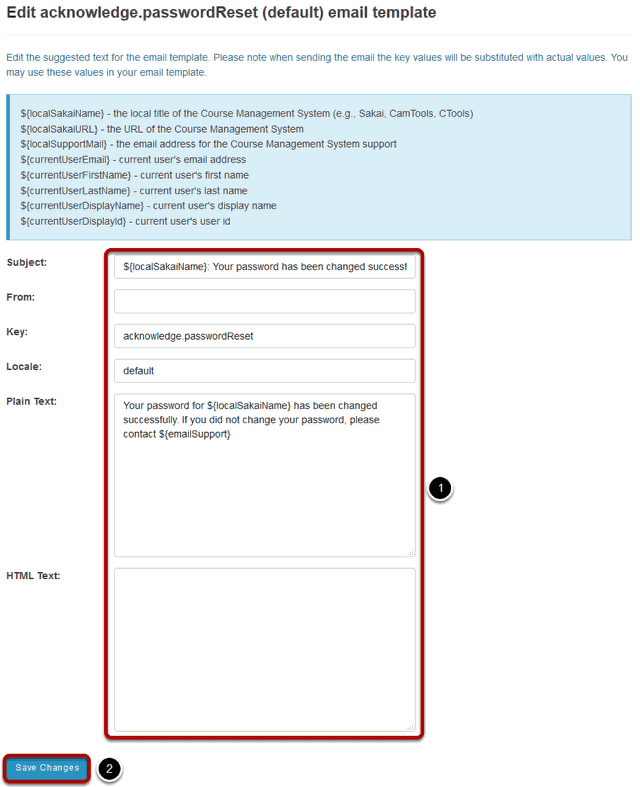 Edit acknowledge.passwordReset (default) email template
Edit the suggested text for the email template. Please note when sending the email the key values will be substituted with actual values. You
may use these values in your email template.
${localSakaiName} - the local title of the Course Management System (e.g., Sakai, CamTools, CTools)
${localSakaiURL} - the URL of the Course Management System
${localSupportMail} - the email address for the Course Management System support
${currentUserEmail} - current user's email address
${currentUserFirstName} - current user's first name
${currentUserLastName} - current user's last name
${currentUserDisplayName} - current user's display name
${currentUserDisplayId} - current user's user id
Subject: ${localSakaiName}: Your password has been changed successf
From:
Key: acknowledge.passwordReset
Locale: default
Plain Text: Your password for ${localSakaiName} has been changed
successfully. If you did not change your password, please
contact ${emailSupport}
1
HTML Text:
Save Changes 2